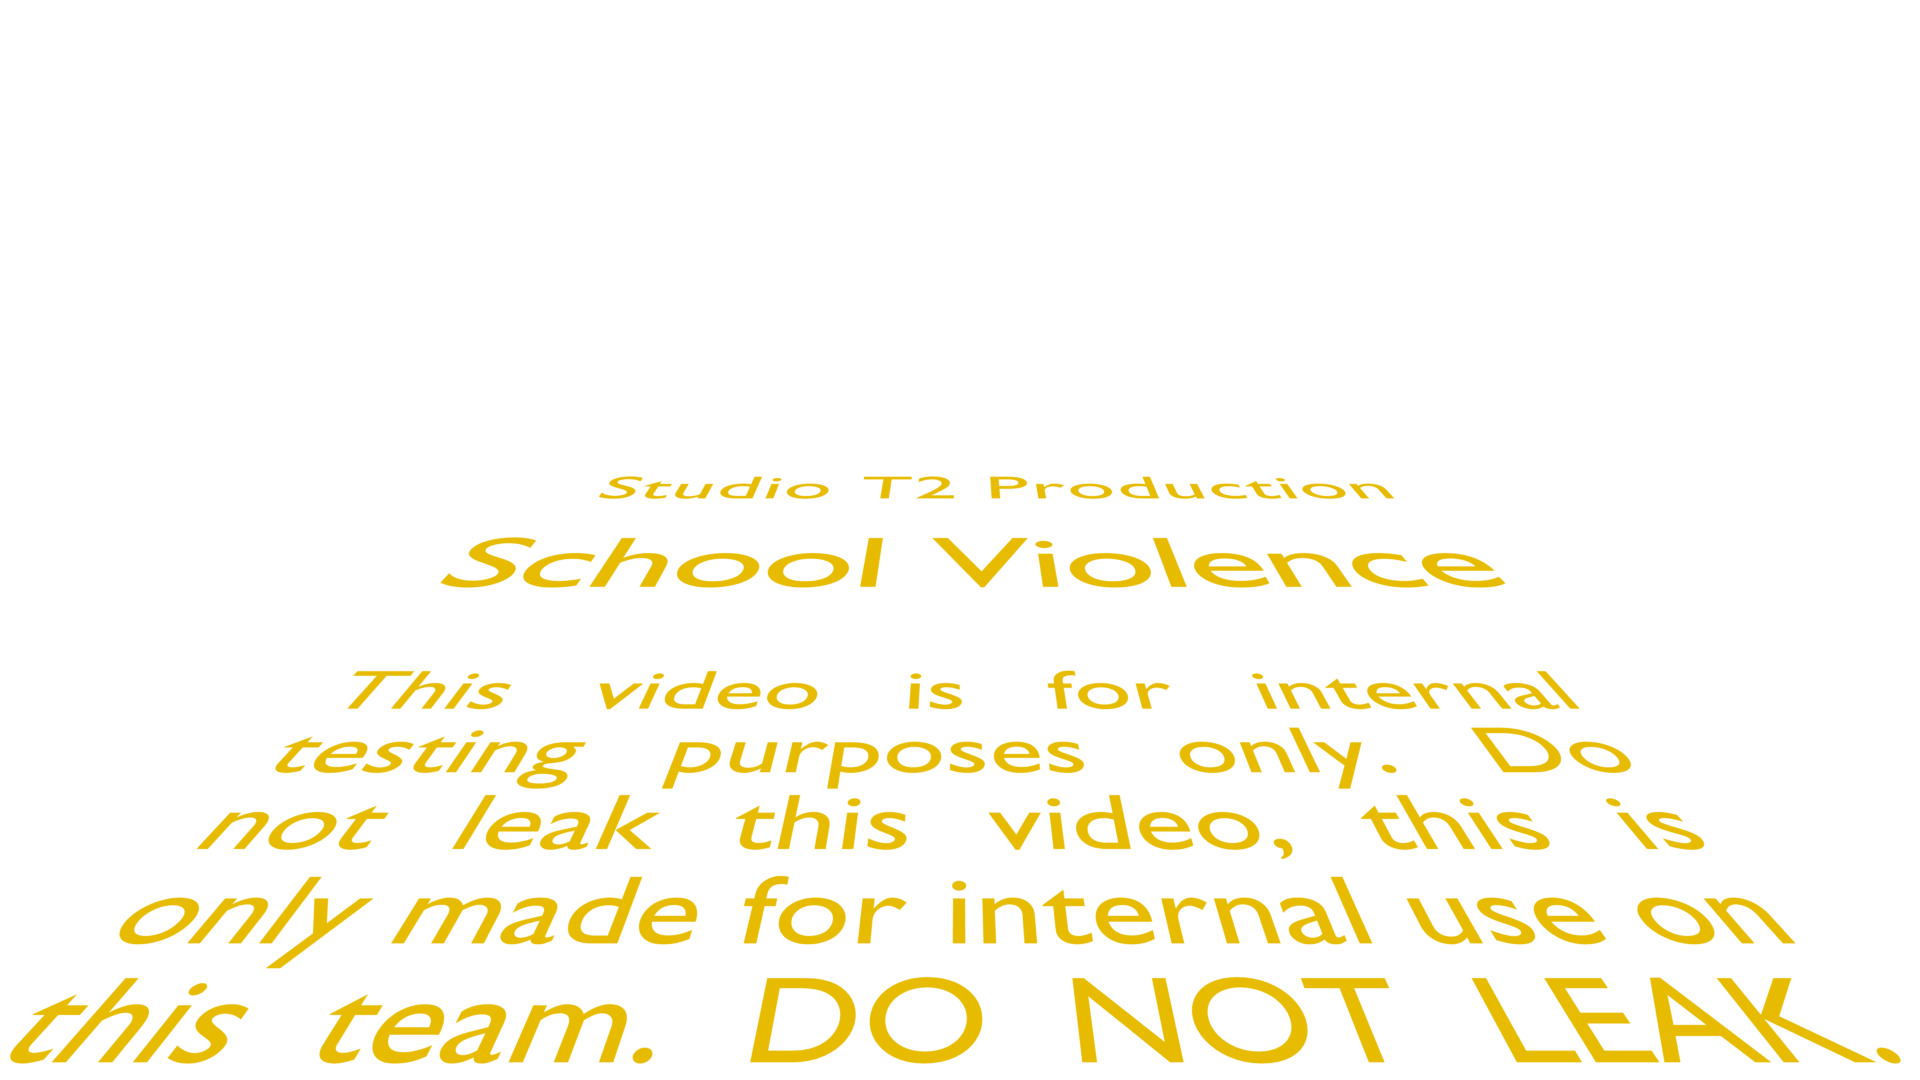 Studio T2 Production
School Violence
This video is for internal
testing purposes only. Do
not leak this video, this is
only made for internal use on
this team. DO NOT LEAK.